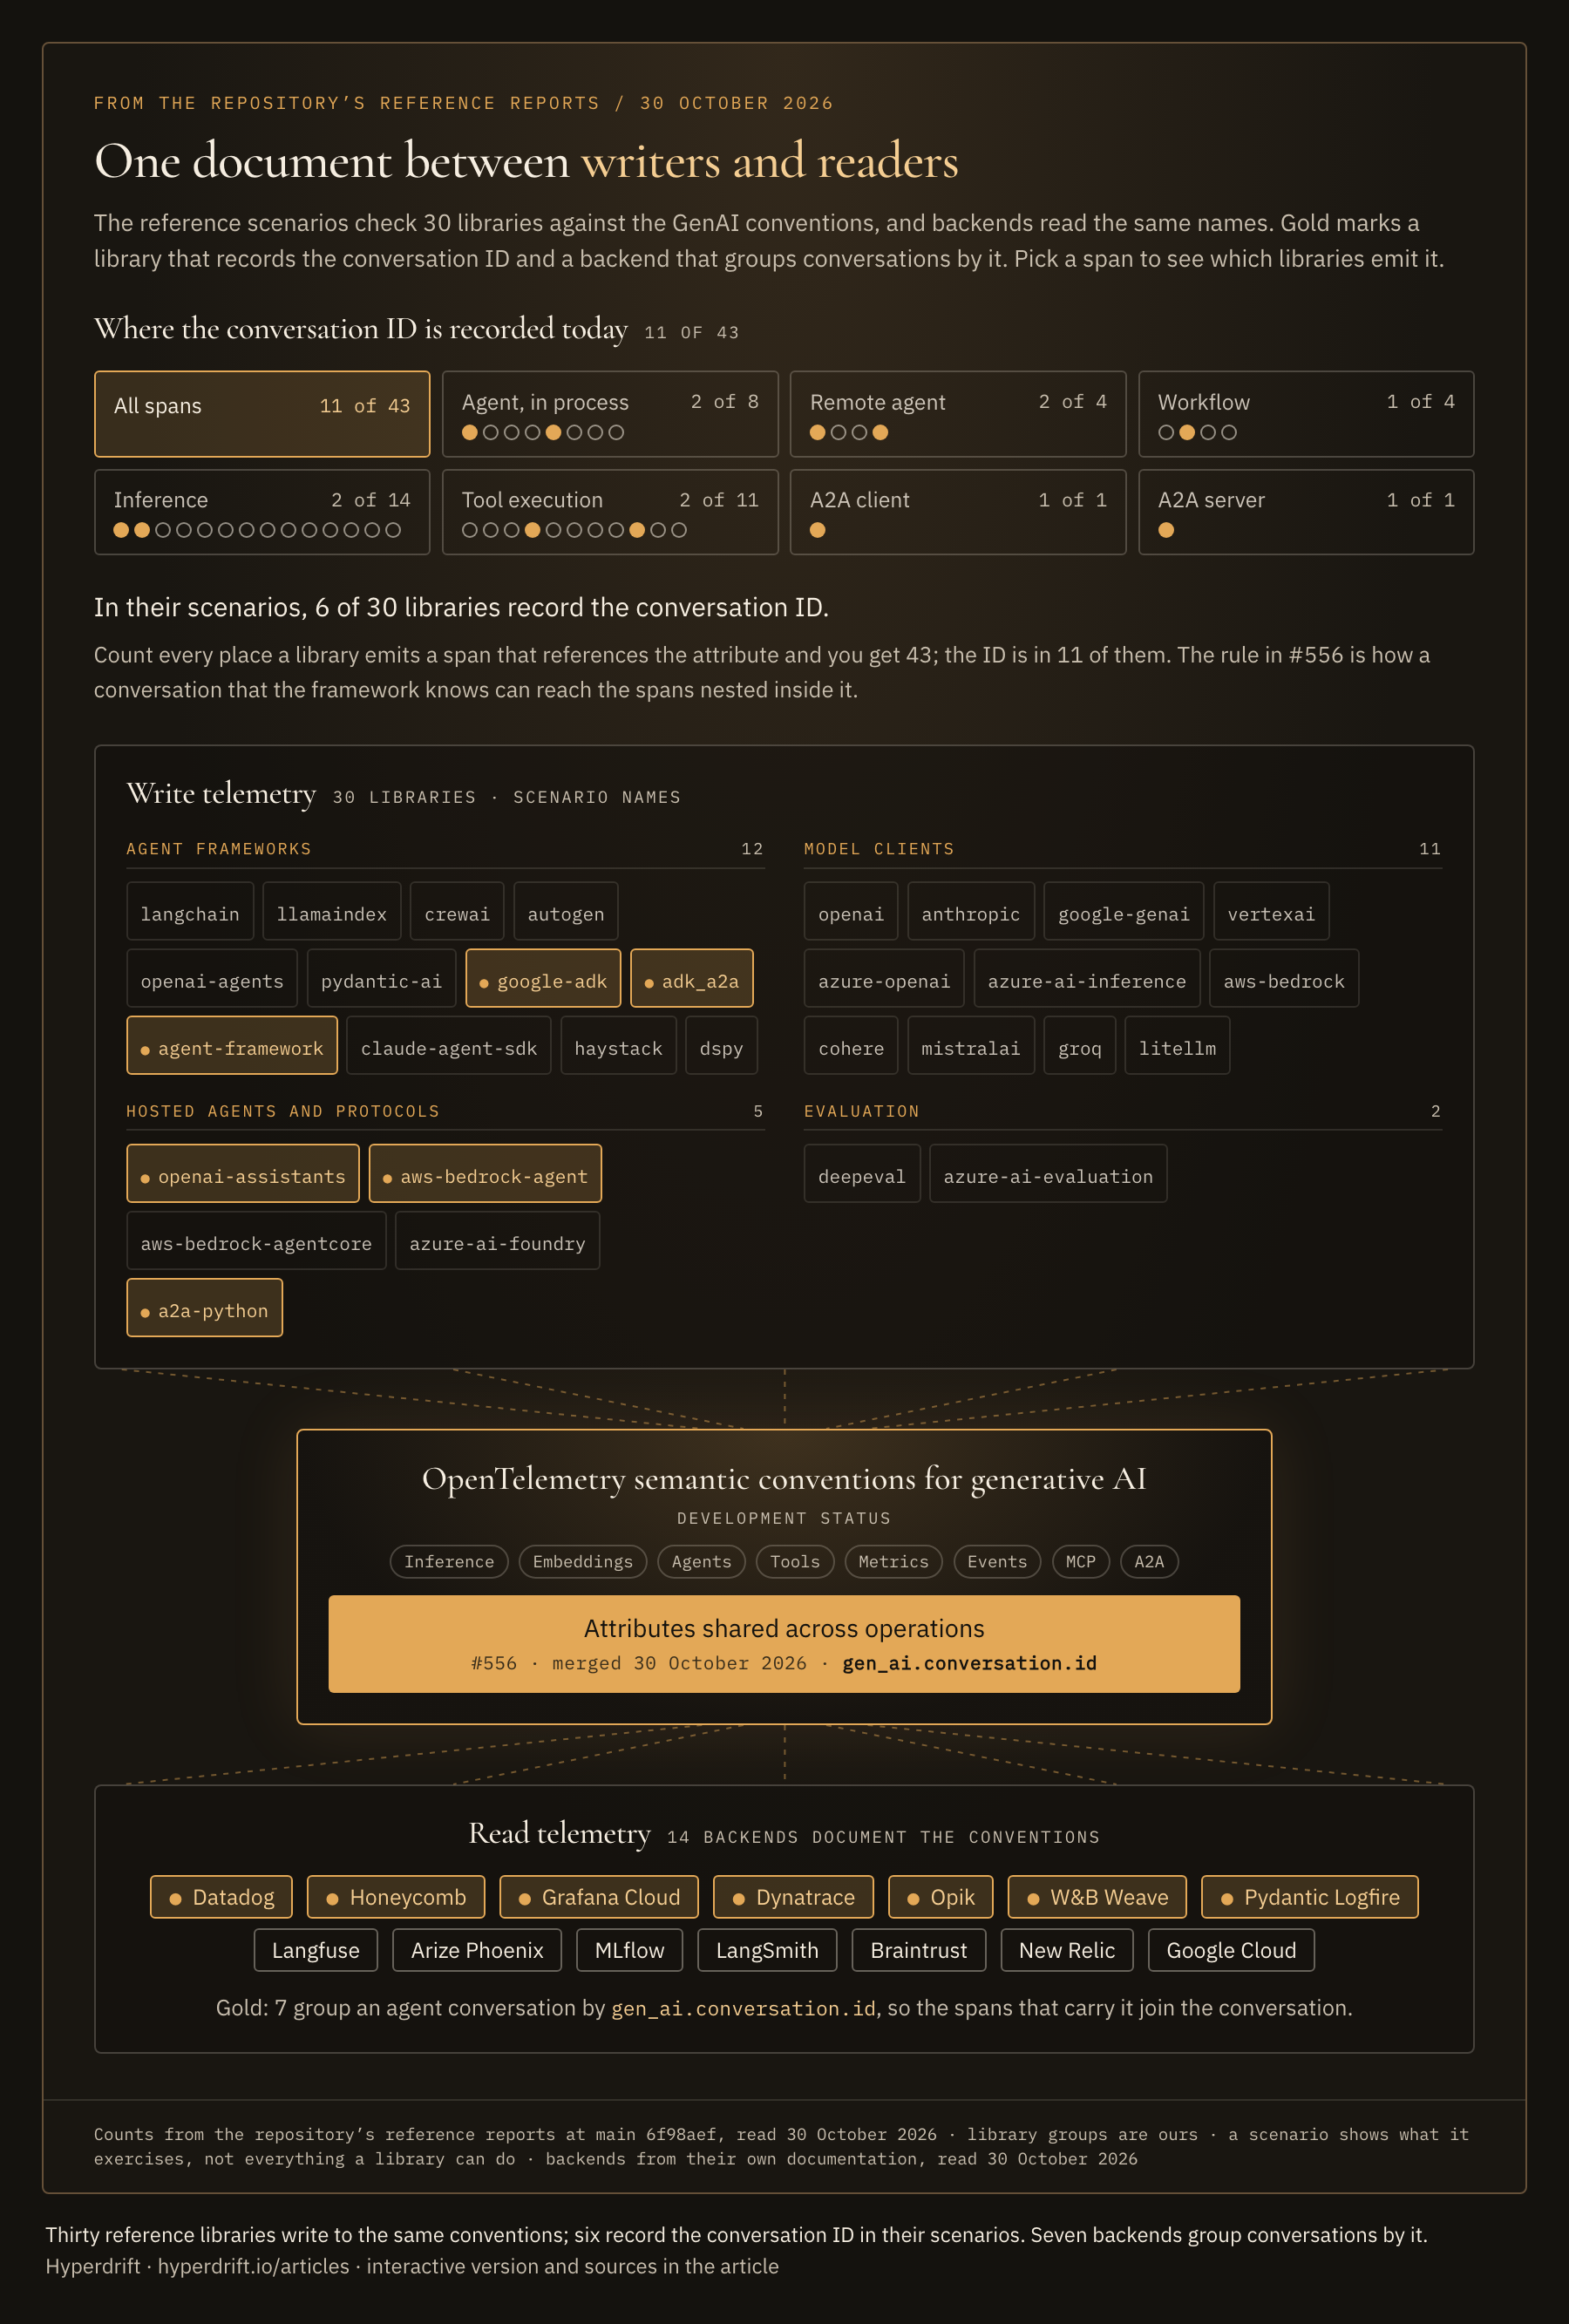 FROM THE REPOSITORY’S REFERENCE REPORTS / 30 OCTOBER 2026
One document between writers and readers
The reference scenarios check 30 libraries against the GenAI conventions, and backends read the same names. Gold marks a
library that records the conversation ID and a backend that groups conversations by it. Pick a span to see which libraries emit it.
Where the conversation ID is recorded today 11 OF 43
All spans 11 of 43
Agent, in process 2 of 8
Remote agent 2 of 4
Workflow 1 of 4
Inference 2 of 14
Tool execution 2 of 11
A2A client 1 of 1
A2A server 1 of 1
In their scenarios, 6 of 30 libraries record the conversation ID.
Count every place a library emits a span that references the attribute and you get 43; the ID is in 11 of them. The rule in #556 is how a
conversation that the framework knows can reach the spans nested inside it.
Write telemetry 30 LIBRARIES · SCENARIO NAMES
AGENT FRAMEWORKS 12
langchain llamaindex crewai autogen
openai-agents pydantic-ai google-adk adk_a2a
agent-framework claude-agent-sdk haystack dspy
MODEL CLIENTS 11
openai anthropic google-genai vertexai
azure-openai azure-ai-inference aws-bedrock
cohere mistralai groq litellm
HOSTED AGENTS AND PROTOCOLS 5
openai-assistants aws-bedrock-agent
aws-bedrock-agentcore azure-ai-foundry
a2a-python
EVALUATION 2
deepeval azure-ai-evaluation
OpenTelemetry semantic conventions for generative AI
DEVELOPMENT STATUS
Inference Embeddings Agents Tools Metrics Events MCP A2A
Attributes shared across operations
#556 · merged 30 October 2026 · gen_ai.conversation.id
Read telemetry 14 BACKENDS DOCUMENT THE CONVENTIONS
Datadog Honeycomb Grafana Cloud Dynatrace Opik W&B Weave Pydantic Logfire
Langfuse Arize Phoenix MLflow LangSmith Braintrust New Relic Google Cloud
Gold: 7 group an agent conversation by gen_ai.conversation.id, so the spans that carry it join the conversation.
Counts from the repository’s reference reports at main 6f98aef, read 30 October 2026 · library groups are ours · a scenario shows what it
exercises, not everything a library can do · backends from their own documentation, read 30 October 2026
Thirty reference libraries write to the same conventions; six record the conversation ID in their scenarios. Seven backends group conversations by it.
Hyperdrift · hyperdrift.io/articles · interactive version and sources in the article